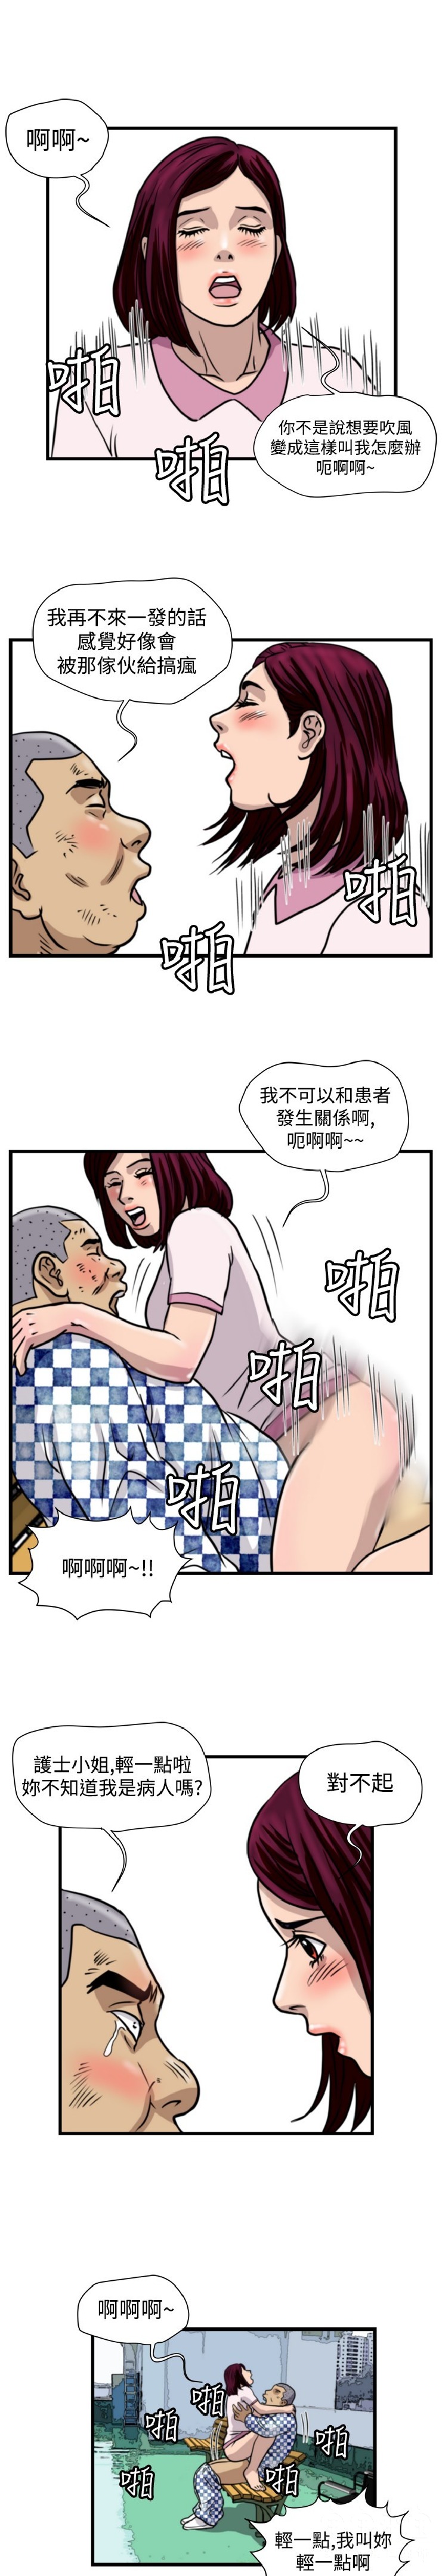 啊啊~
啪
啪
你不是說想要吹風
變成這樣叫我怎麼辦
呃啊啊~
我再不來一發的話
感覺好像會
被那傢伙給搞瘋
啪
啪
我不可以和患者
發生關係啊,
呃啊啊~~
啪
啪
啪
啊啊啊~!!
護士小姐,輕一點啦
妳不知道我是病人嗎?
對不起
啊啊啊~
啪
啪
啪
啪
輕一點,我叫妳
輕一點啊